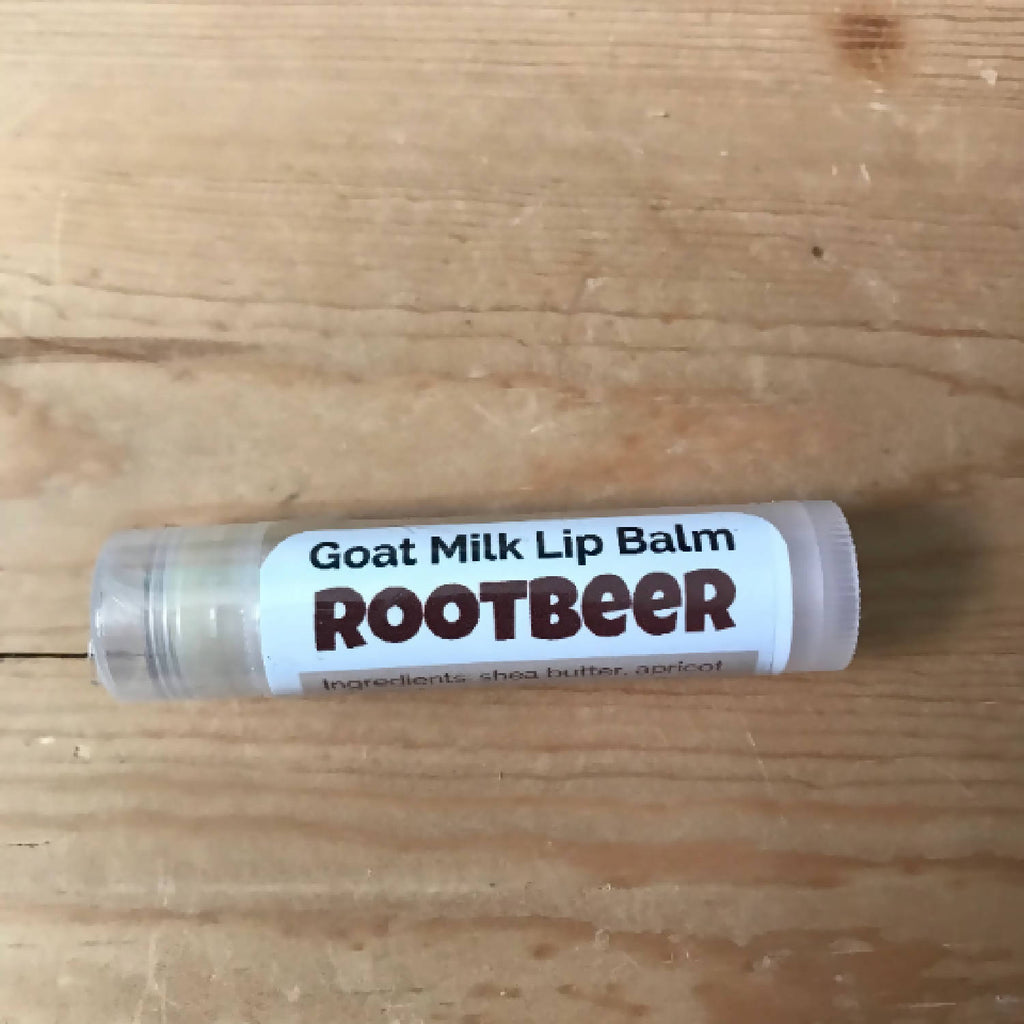 Goat Milk Lip Balm
ROOTBEER
Ingredients: shea butter, apricot